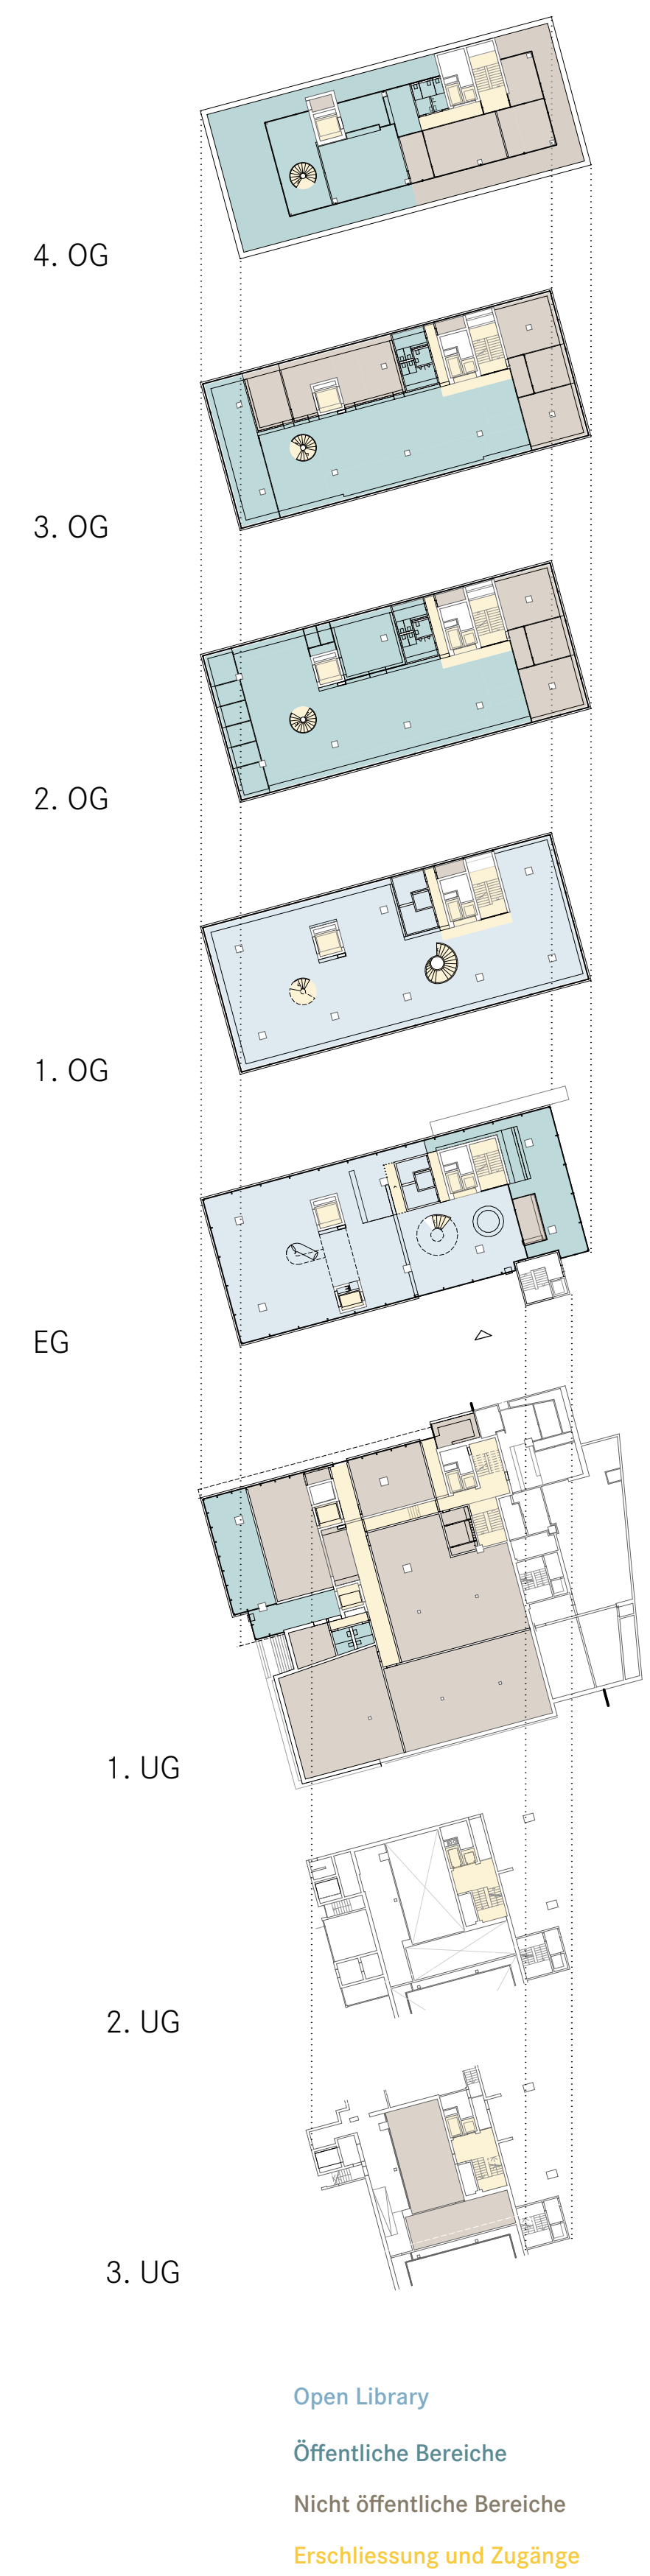 4. OG
3. OG
2. OG
1. OG
EG
1. UG
2. UG
3. UG
Open Library
Öffentliche Bereiche
Nicht öffentliche Bereiche
Erschliessung und Zugänge